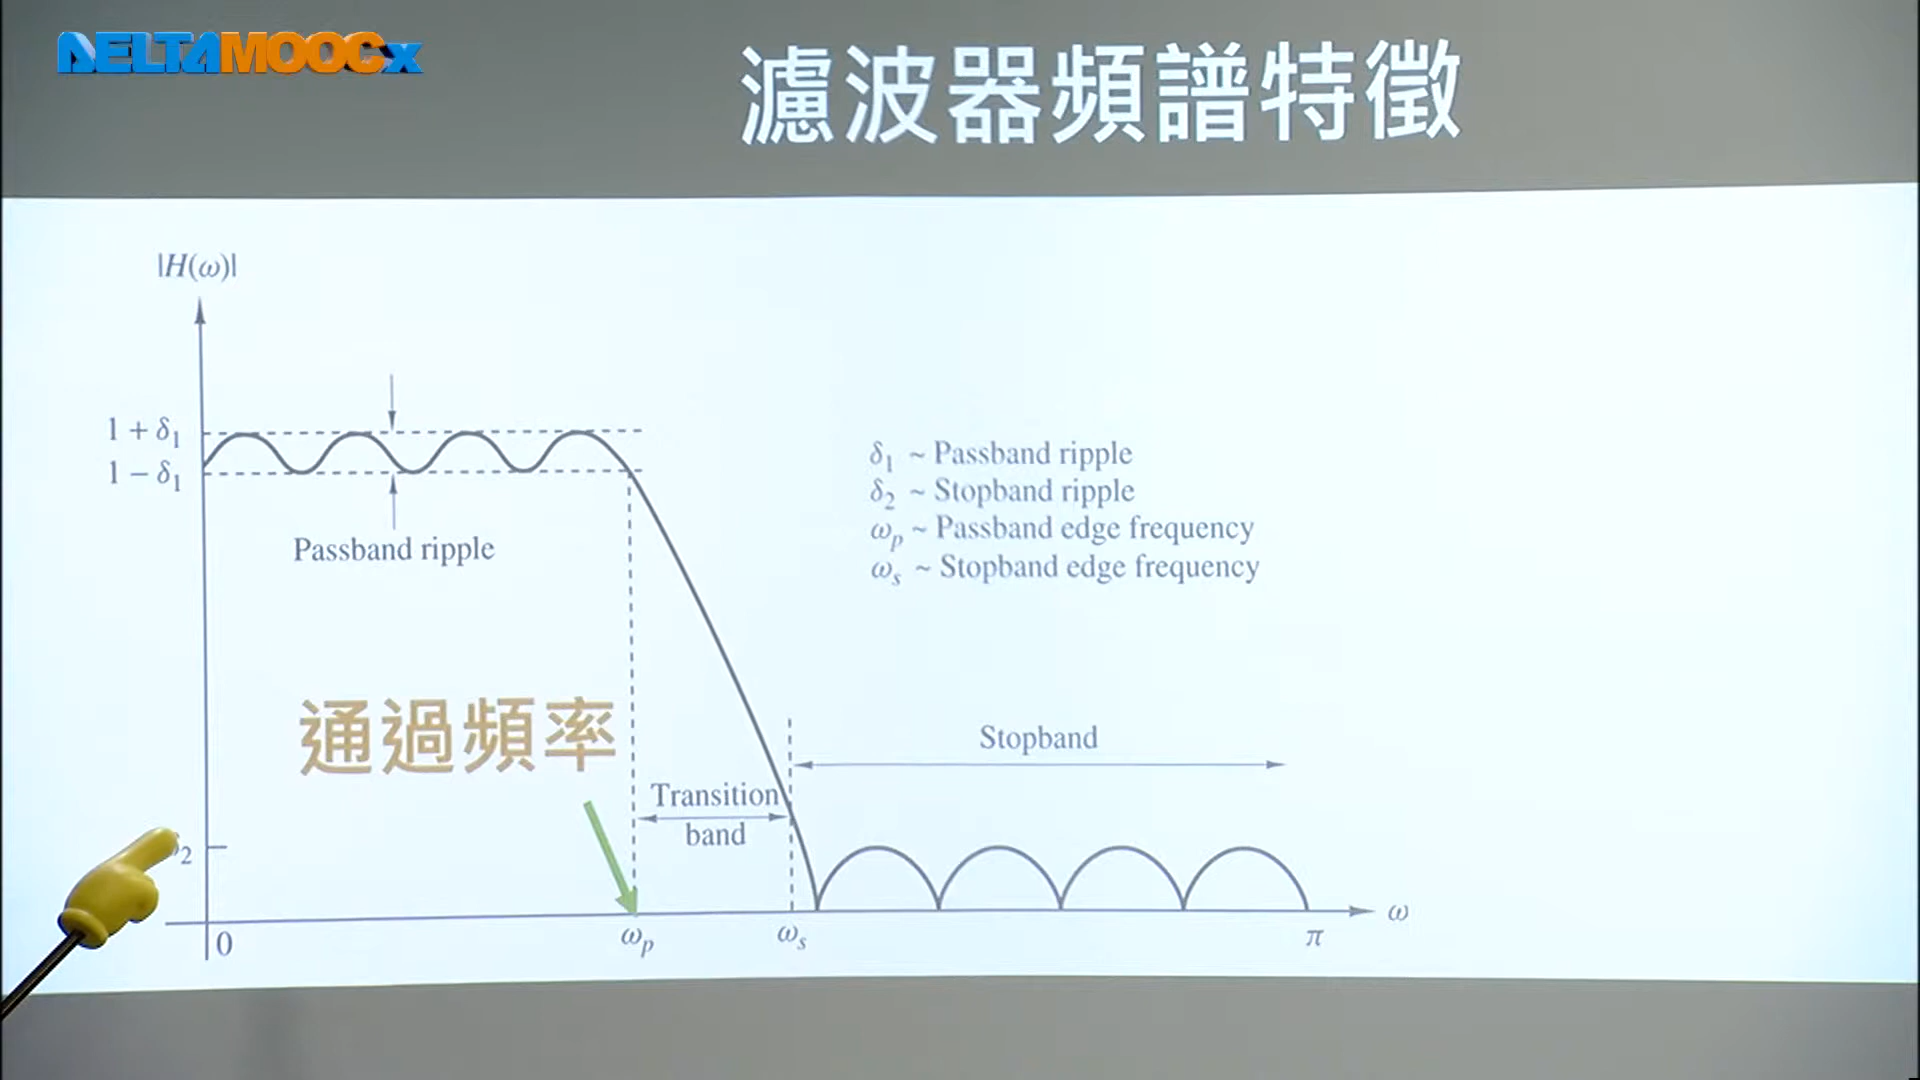 DELTAMOOCx
濾波器頻譜特徵
|H(ω)|
1 + δ1
1 − δ1
Passband ripple
δ1 ~ Passband ripple
δ2 ~ Stopband ripple
ωp ~ Passband edge frequency
ωs ~ Stopband edge frequency
通過頻率
Stopband
Transition
band
2
0
ωp
ωs
π
ω